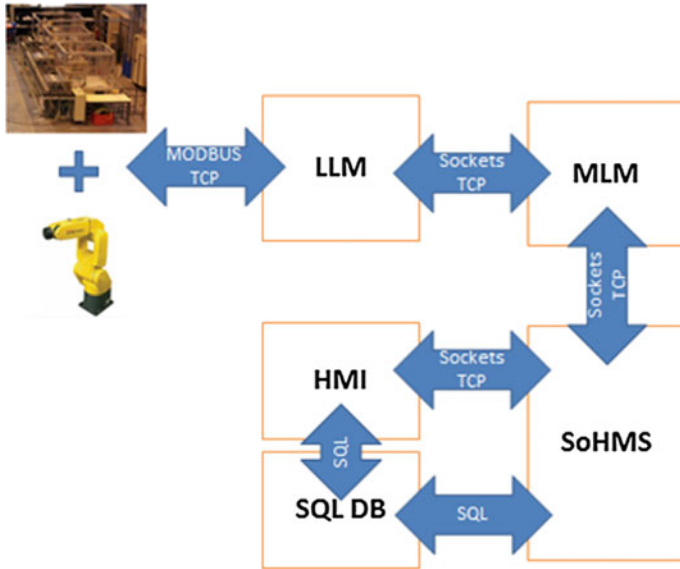 MODBUS
TCP
LLM
Sockets
TCP
MLM
Sockets
TCP
HMI
Sockets
TCP
SoHMS
SQL
SQL DB
SQL